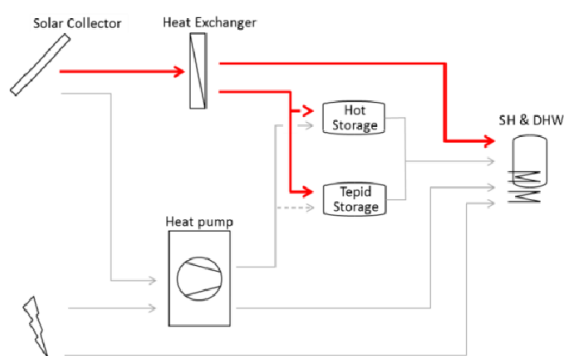 Solar Collector
Heat Exchanger
Hot
Storage
SH & DHW
Tepid
Storage
Heat pump